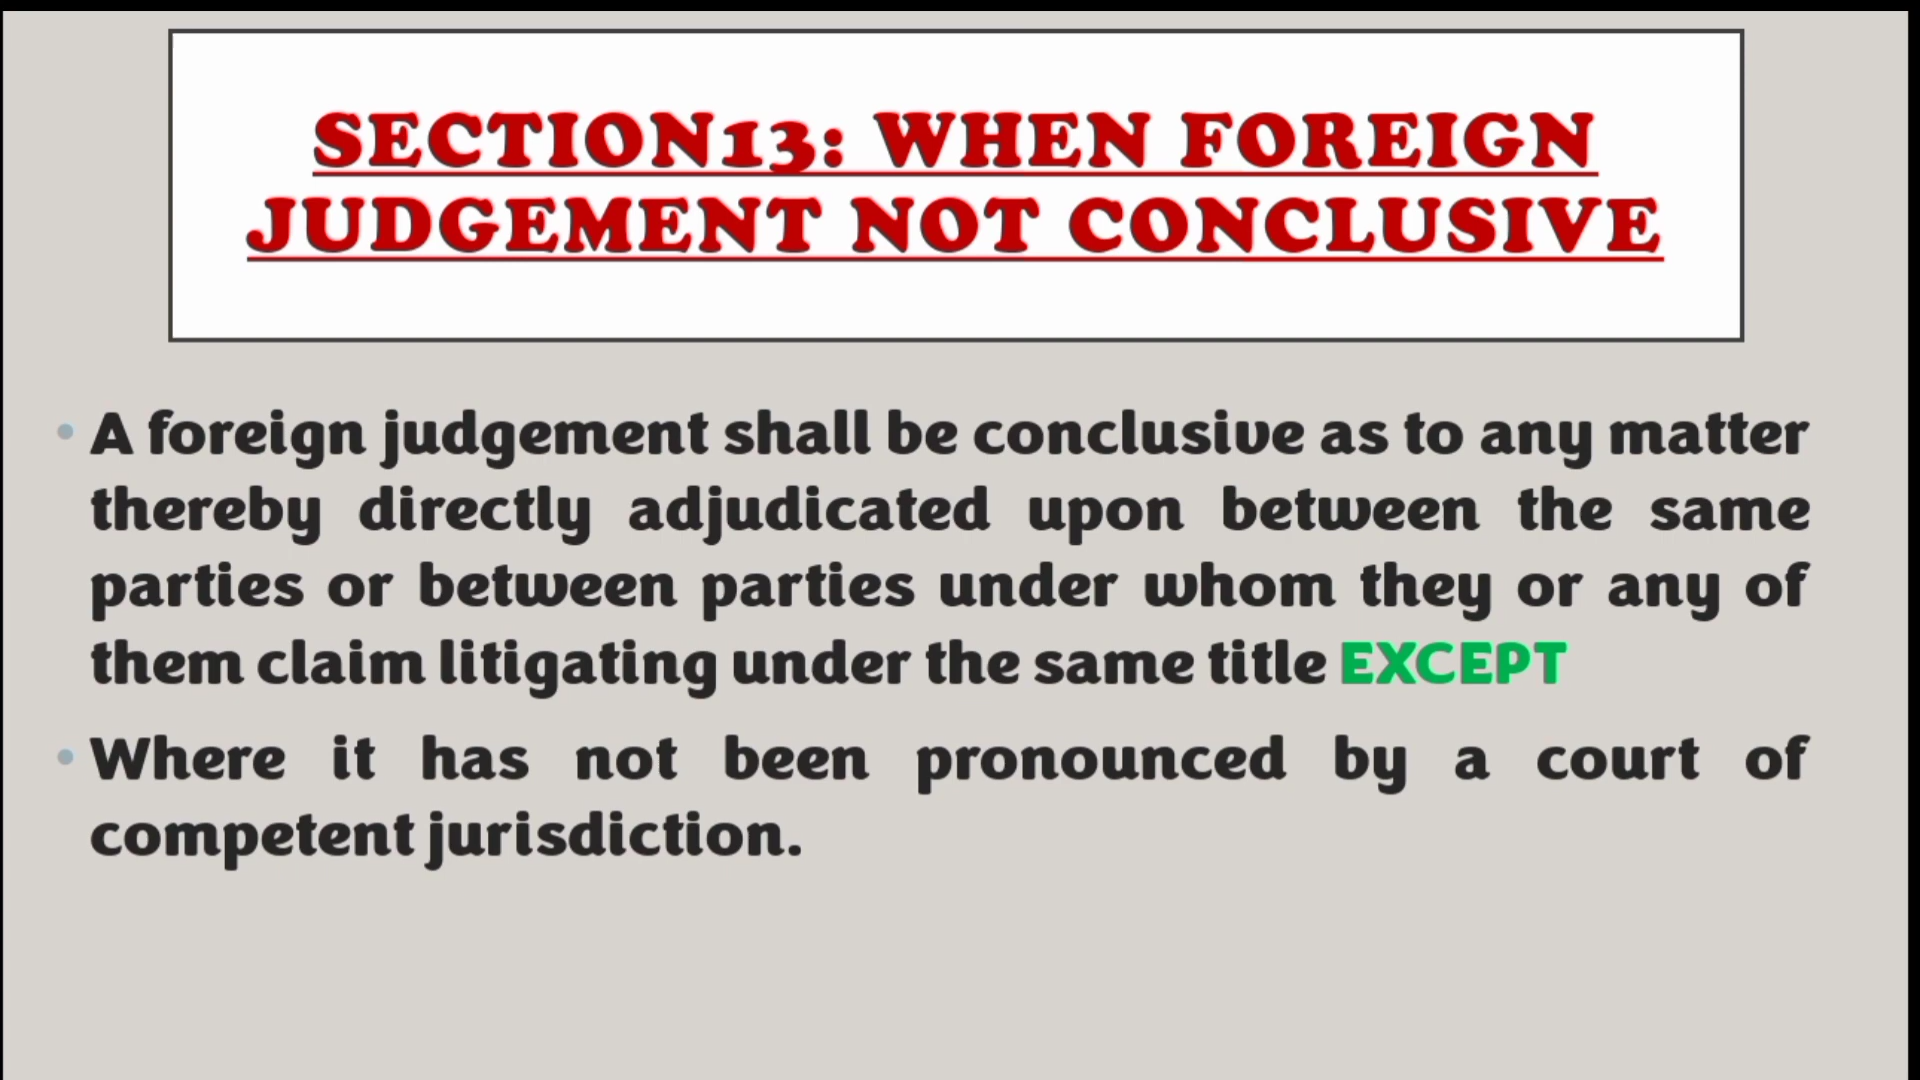 SECTION13: WHEN FOREIGN
JUDGEMENT NOT CONCLUSIVE
• A foreign judgement shall be conclusive as to any matter
thereby directly adjudicated upon between the same
parties or between parties under whom they or any of
them claim litigating under the same title EXCEPT
• Where it has not been pronounced by a court of
competent jurisdiction.